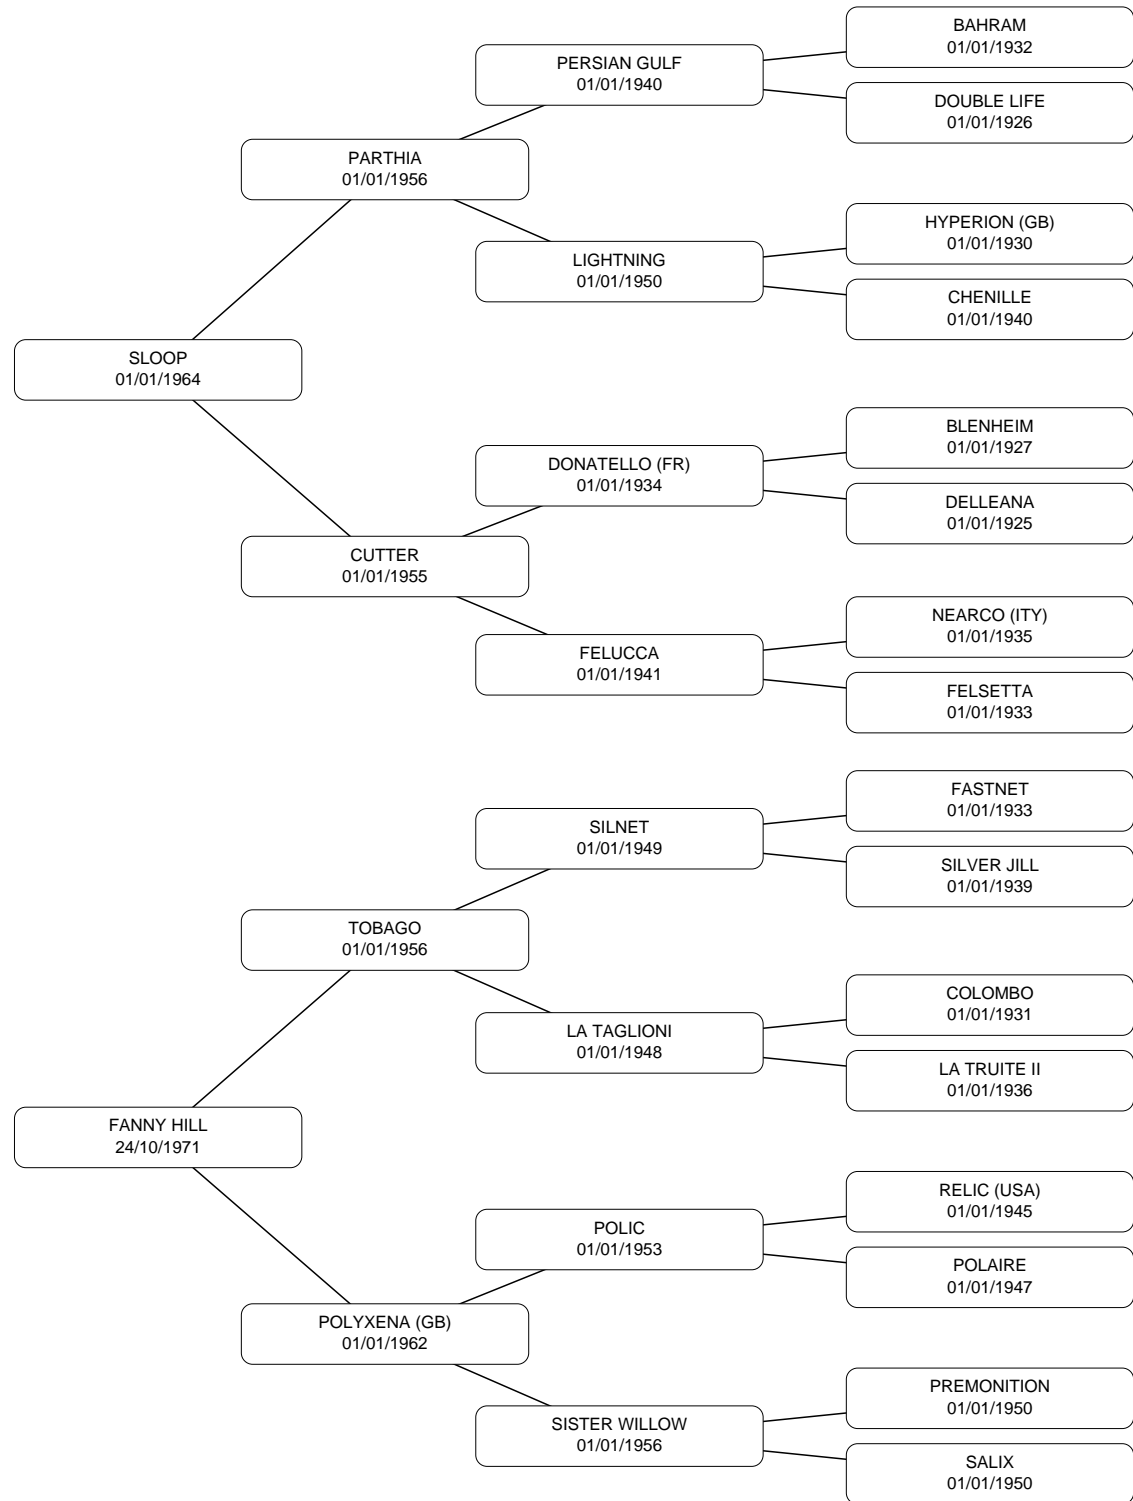 BAHRAM
01/01/1932
PERSIAN GULF
01/01/1940
DOUBLE LIFE
01/01/1926
PARTHIA
01/01/1956
HYPERION (GB)
01/01/1930
LIGHTNING
01/01/1950
CHENILLE
01/01/1940
SLOOP
01/01/1964
BLENHEIM
01/01/1927
DONATELLO (FR)
01/01/1934
DELLEANA
01/01/1925
CUTTER
01/01/1955
NEARCO (ITY)
01/01/1935
FELUCCA
01/01/1941
FELSETTA
01/01/1933
FASTNET
01/01/1933
SILNET
01/01/1949
SILVER JILL
01/01/1939
TOBAGO
01/01/1956
COLOMBO
01/01/1931
LA TAGLIONI
01/01/1948
LA TRUITE II
01/01/1936
FANNY HILL
24/10/1971
RELIC (USA)
01/01/1945
POLIC
01/01/1953
POLAIRE
01/01/1947
POLYXENA (GB)
01/01/1962
PREMONITION
01/01/1950
SISTER WILLOW
01/01/1956
SALIX
01/01/1950